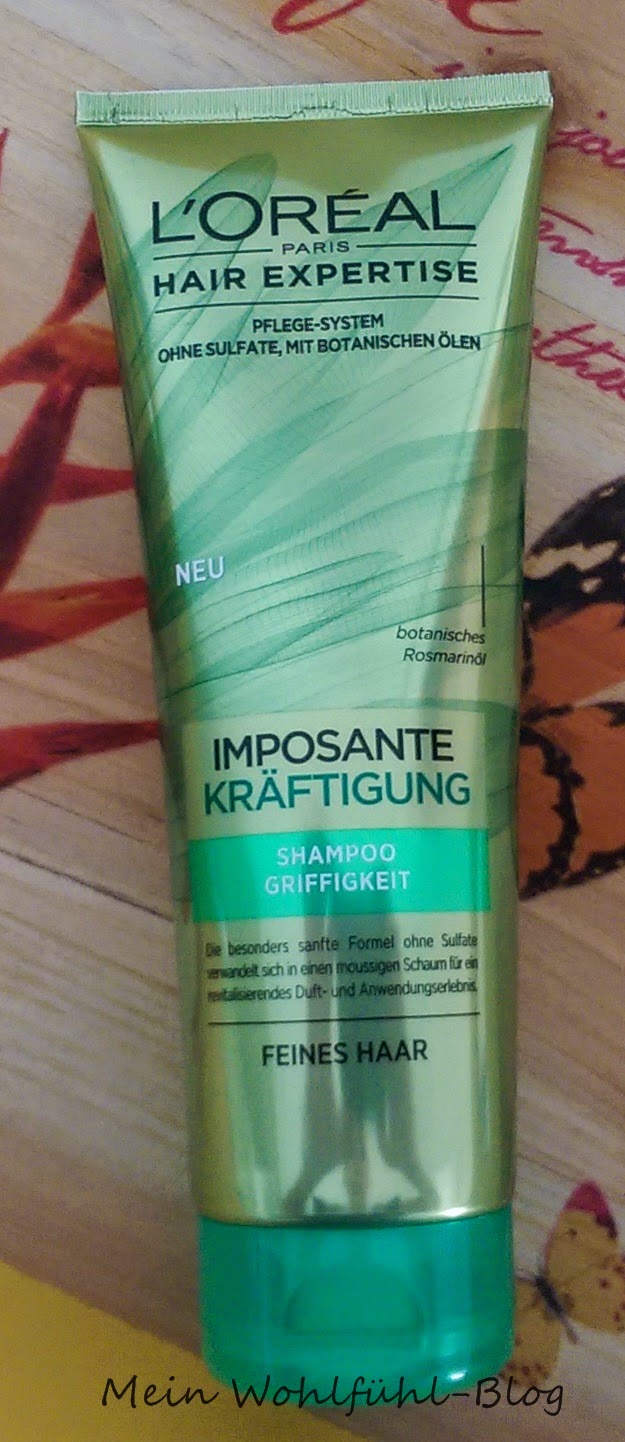 L'ORÉAL
PARIS
HAIR EXPERTISE
PFLEGE-SYSTEM
OHNE SULFATE, MIT BOTANISCHEN ÖLEN
NEU
botanisches
Rosmarinöl
IMPOSANTE
KRÄFTIGUNG
SHAMPOO
GRIFFIGKEIT
Die besonders sanfte Formel ohne Sulfate
verwandelt sich in einen moussigen Schaum für ein
revitalisierendes Duft- und Anwendungserlebnis.
FEINES HAAR
Mein Wohlfühl-Blog